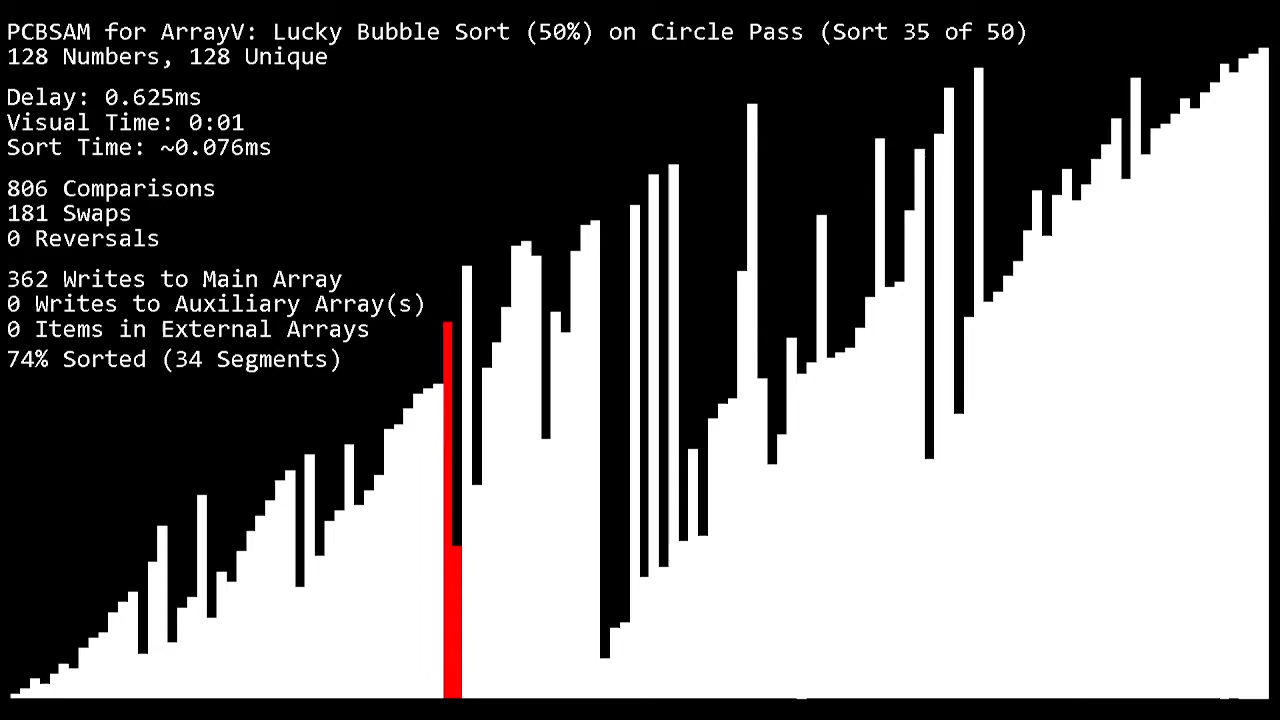 PCBSAM for ArrayV: Lucky Bubble Sort (50%) on Circle Pass (Sort 35 of 50)
128 Numbers, 128 Unique
Delay: 0.625ms
Visual Time: 0:01
Sort Time: ~0.076ms
806 Comparisons
181 Swaps
0 Reversals
362 Writes to Main Array
0 Writes to Auxiliary Array(s)
0 Items in External Arrays
74% Sorted (34 Segments)